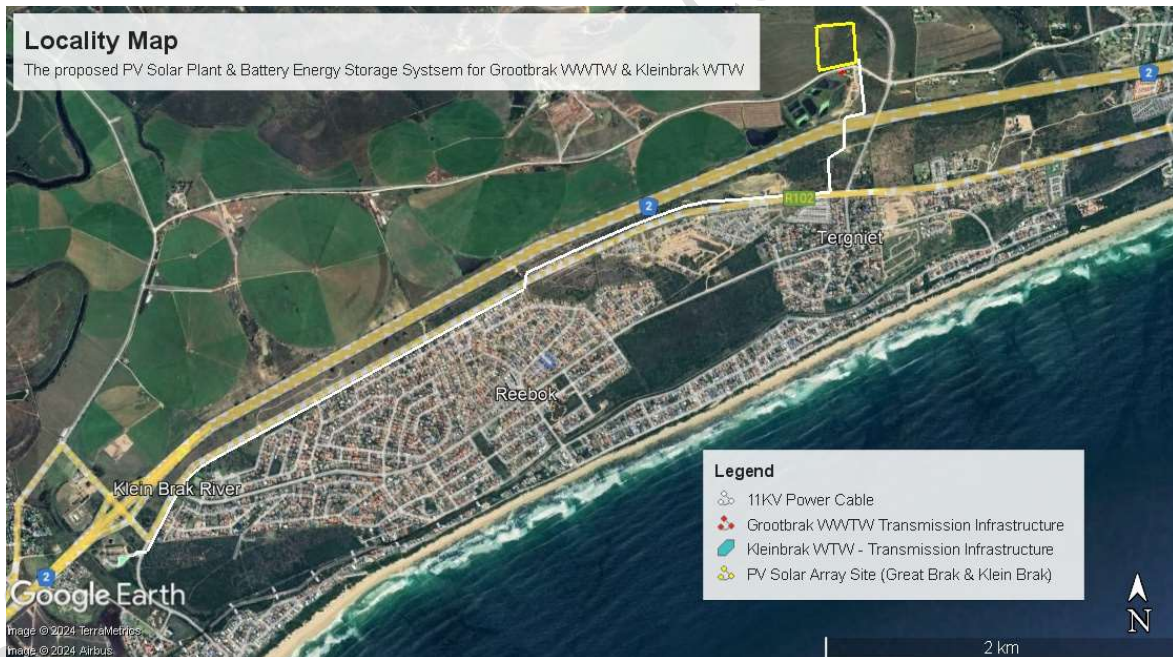 Locality Map
The proposed PV Solar Plant & Battery Energy Storage Systsem for Grootbrak WWTW & Kleinbrak WTW
2
2
R102
Tergniet
Reebok
Klein Brak River
Legend
11KV Power Cable
Grootbrak WWTW Transmission Infrastructure
Kleinbrak WTW - Transmission Infrastructure
PV Solar Array Site (Great Brak & Klein Brak)
2
Google Earth
Image © 2024 TerraMetrics
Image © 2024 Airbus
N
2 km